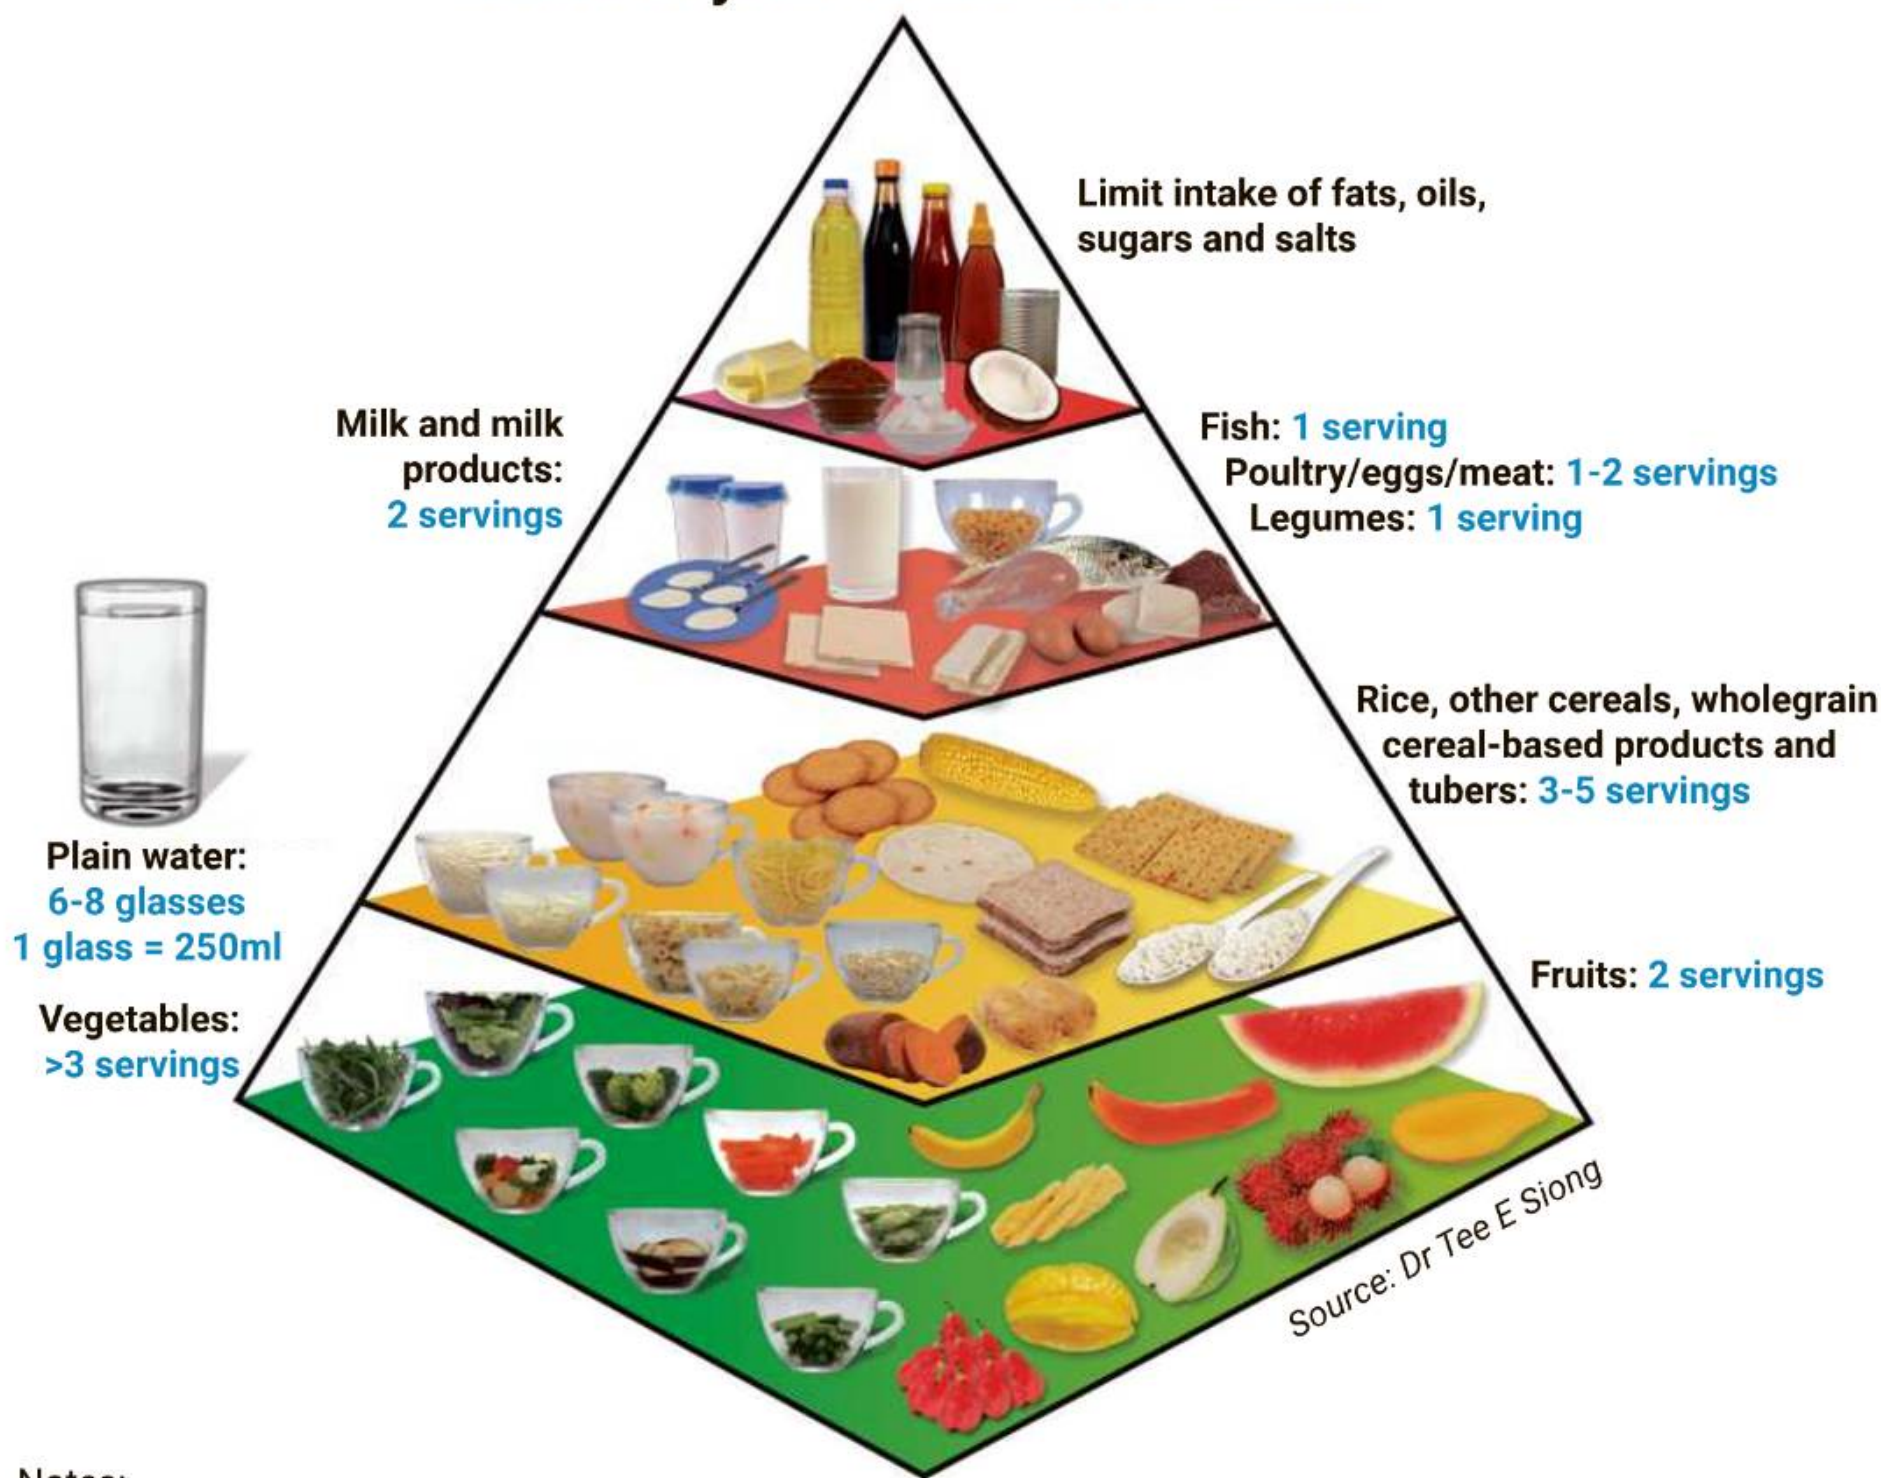 Limit intake of fats, oils,
sugars and salts
Milk and milk
products:
2 servings
Fish: 1 serving
Poultry/eggs/meat: 1-2 servings
Legumes: 1 serving
Rice, other cereals, wholegrain
cereal-based products and
tubers: 3-5 servings
Plain water:
6-8 glasses
1 glass = 250ml
Fruits: 2 servings
Vegetables:
>3 servings
Source: Dr Tee E Siong
Notes: